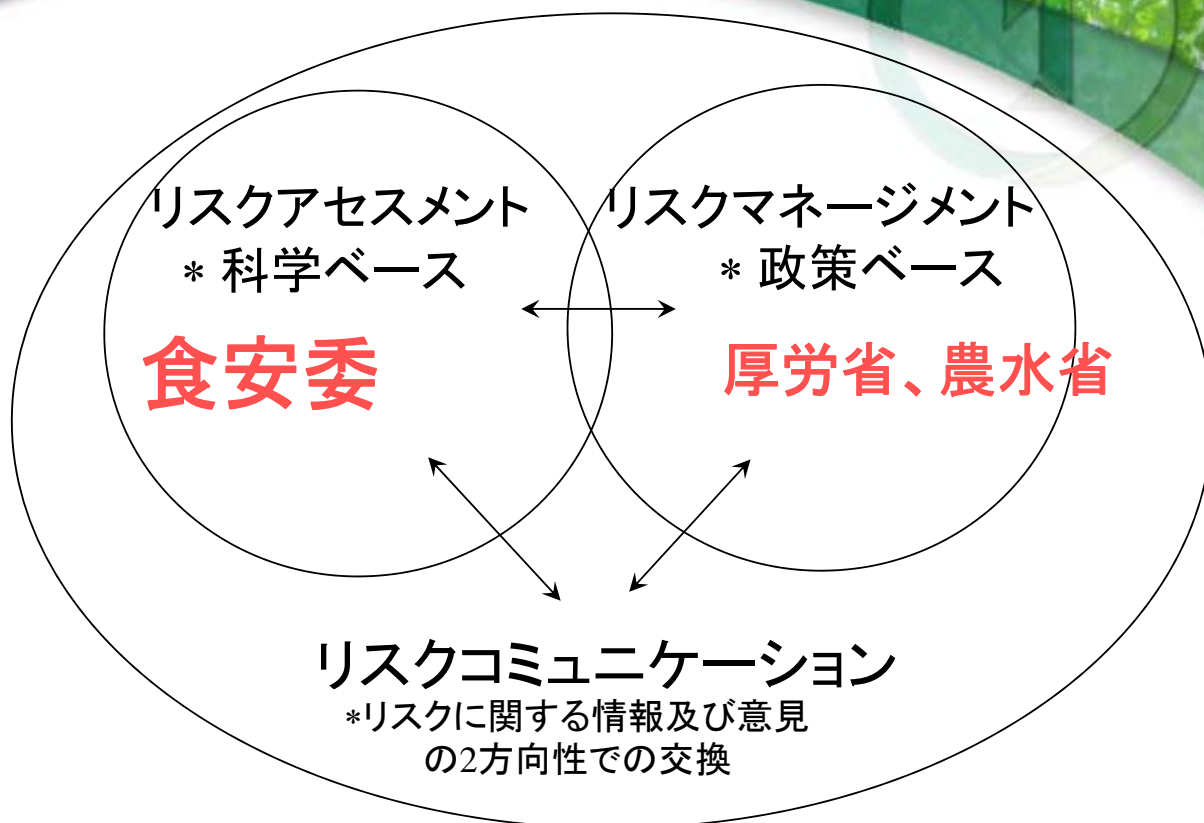 リスクアセスメント
* 科学ベース
食安委
リスクマネージメント
* 政策ベース
厚労省、農水省
リスクコミュニケーション
*リスクに関する情報及び意見
の2方向性での交換